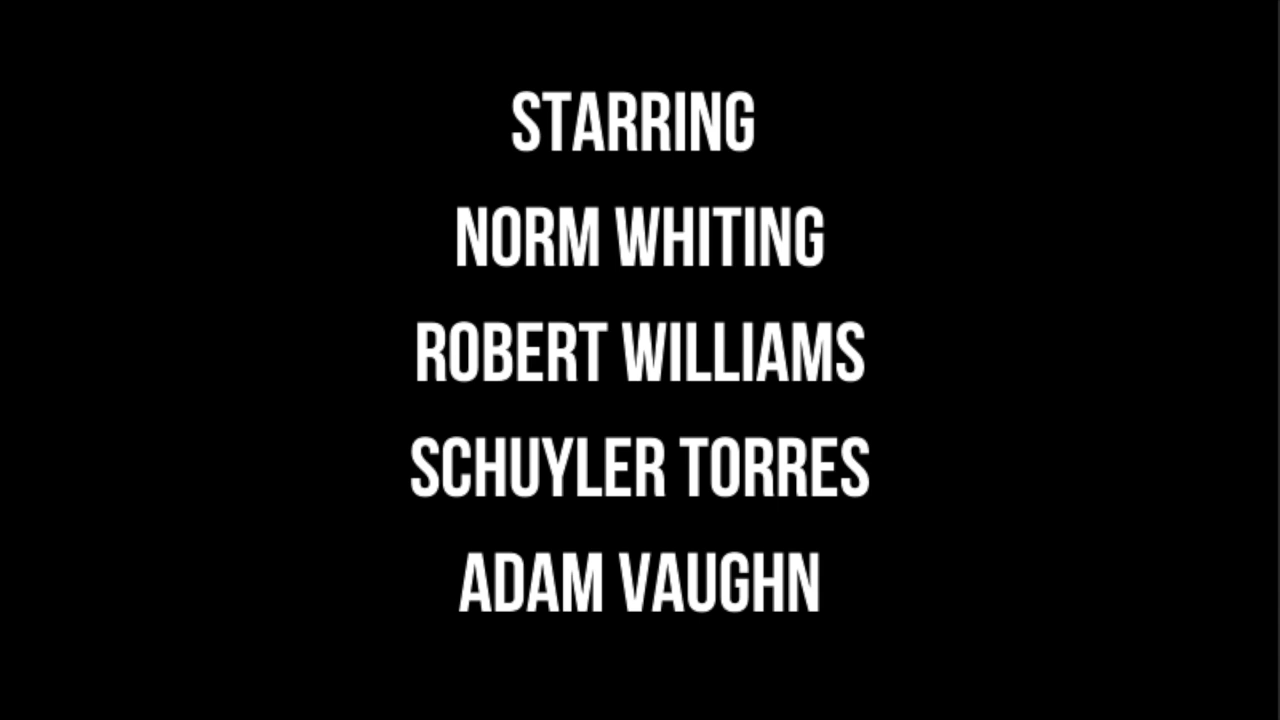 STARRING
NORM WHITING
ROBERT WILLIAMS
SCHUYLER TORRES
ADAM VAUGHN